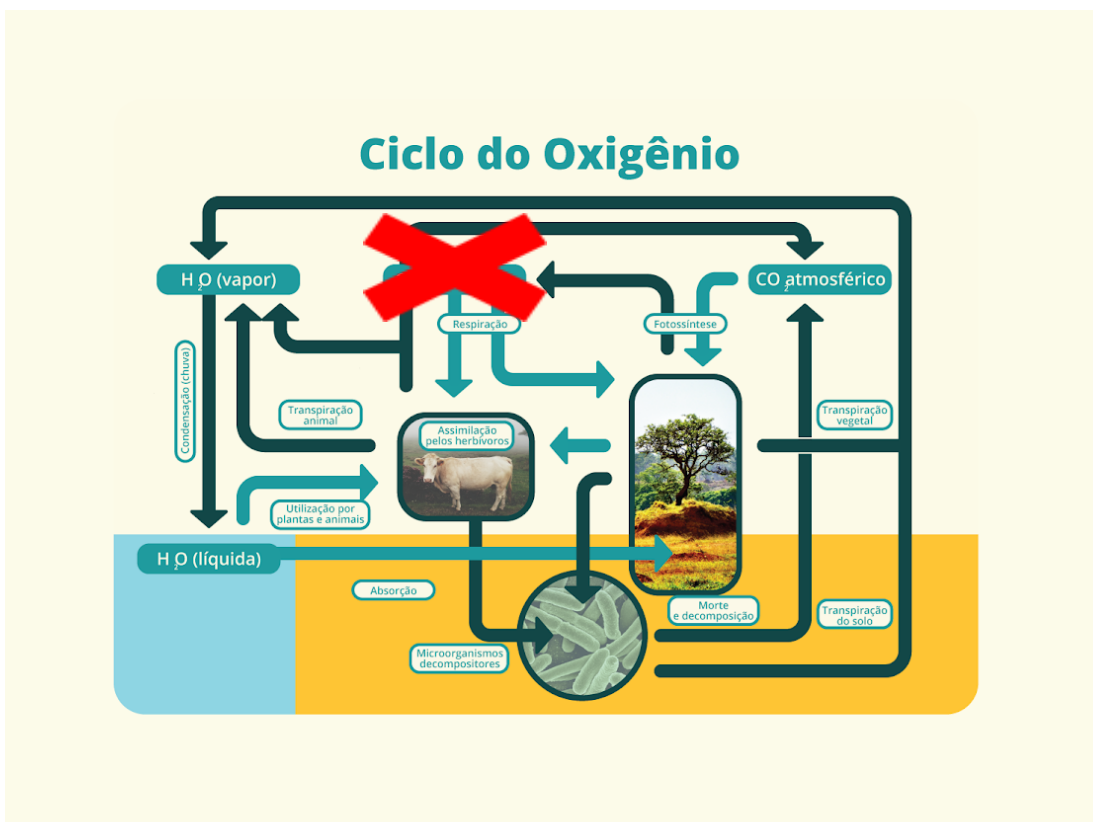 Ciclo do Oxigênio
H₂O (vapor)
CO₂ atmosférico
Respiração
Fotossíntese
Condensação (chuva)
Transpiração
animal
Assimilação
pelos herbívoros
Transpiração
vegetal
Utilização por
plantas e animais
H₂O (líquida)
Absorção
Morte
e decomposição
Transpiração
do solo
Microorganismos
decompositores